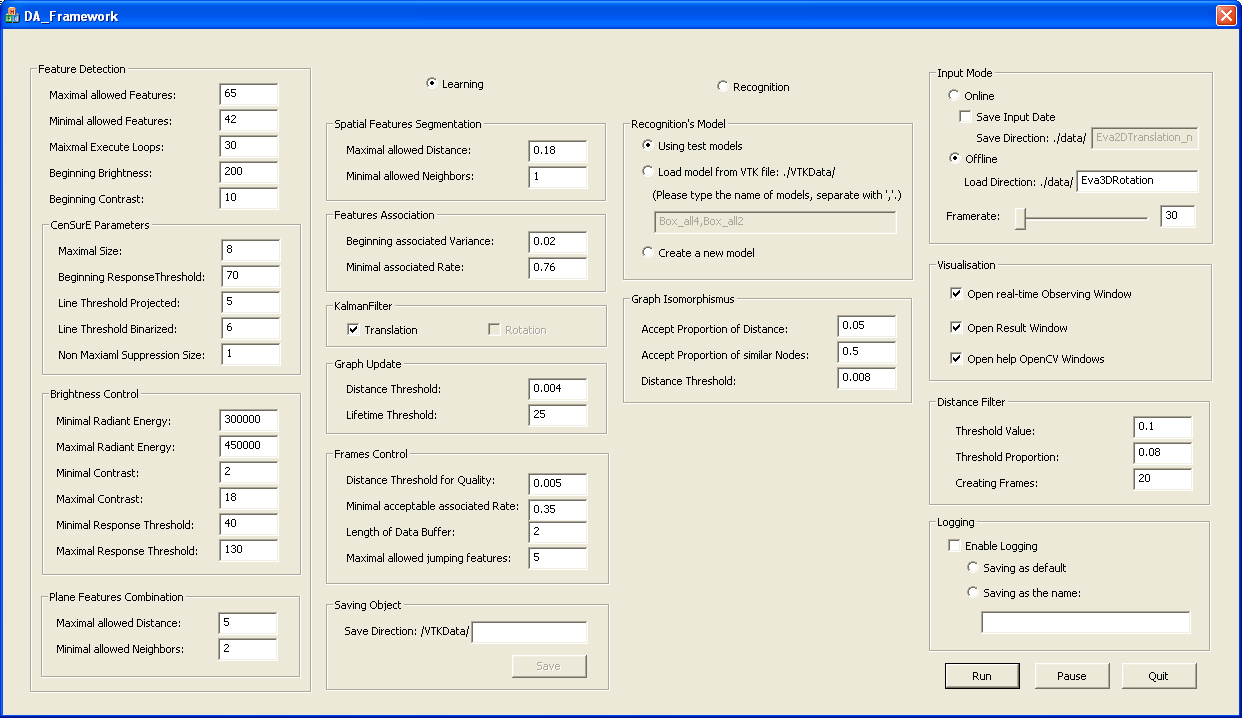 DA_Framework
Feature Detection
Maximal allowed Features: 65
Minimal allowed Features: 42
Maixmal Execute Loops: 30
Beginning Brightness: 200
Beginning Contrast: 10
CenSurE Parameters
Maximal Size: 8
Beginning ResponseThreshold: 70
Line Threshold Projected: 5
Line Threshold Binarized: 6
Non Maxiaml Suppression Size: 1
Brightness Control
Minimal Radiant Energy: 300000
Maximal Radiant Energy: 450000
Minimal Contrast: 2
Maximal Contrast: 18
Minimal Response Threshold: 40
Maximal Response Threshold: 130
Plane Features Combination
Maximal allowed Distance: 5
Minimal allowed Neighbors: 2
Learning
Spatial Features Segmentation
Maximal allowed Distance: 0.18
Minimal allowed Neighbors: 1
Features Association
Beginning associated Variance: 0.02
Minimal associated Rate: 0.76
KalmanFilter
Translation Rotation
Graph Update
Distance Threshold: 0.004
Lifetime Threshold: 25
Frames Control
Distance Threshold for Quality: 0.005
Minimal acceptable associated Rate: 0.35
Length of Data Buffer: 2
Maximal allowed jumping features: 5
Saving Object
Save Direction: /VTKData/
Save
Recognition
Recognition's Model
Using test models
Load model from VTK file: ./VTKData/
(Please type the name of models, separate with ','.)
Box_all4,Box_all2
Create a new model
Graph Isomorphismus
Accept Proportion of Distance: 0.05
Accept Proportion of similar Nodes: 0.5
Distance Threshold: 0.008
Input Mode
Online
Save Input Date
Save Direction: ./data/ Eva2DTranslation_n
Offline
Load Direction: ./data/ Eva3DRotation
Framerate: 30
Visualisation
Open real-time Observing Window
Open Result Window
Open help OpenCV Windows
Distance Filter
Threshold Value: 0.1
Threshold Proportion: 0.08
Creating Frames: 20
Logging
Enable Logging
Saving as default
Saving as the name:
Run Pause Quit